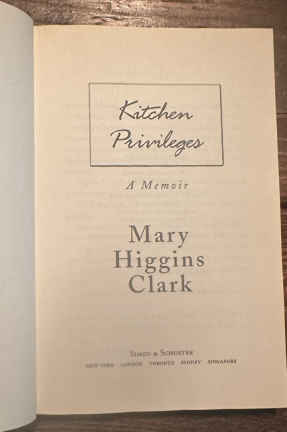 Kitchen
Privileges
A Memoir
Mary
Higgins
Clark
SIMON & SCHUSTER
NEW YORK LONDON TORONTO SYDNEY SINGAPORE